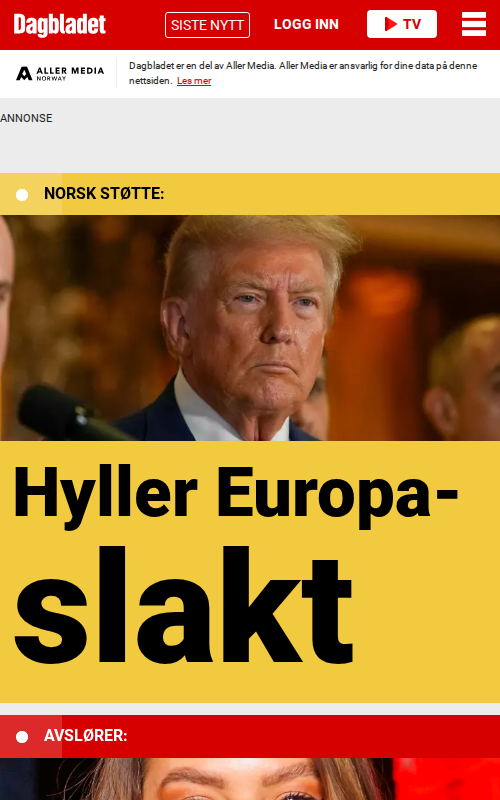 Dagbladet
SISTE NYTT
LOGG INN
TV
ALLER MEDIA
NORWAY
Dagbladet er en del av Aller Media. Aller Media er ansvarlig for dine data på denne
nettsiden. Les mer
ANNONSE
NORSK STØTTE:
Hyller Europa-
slakt
AVSLØRER: